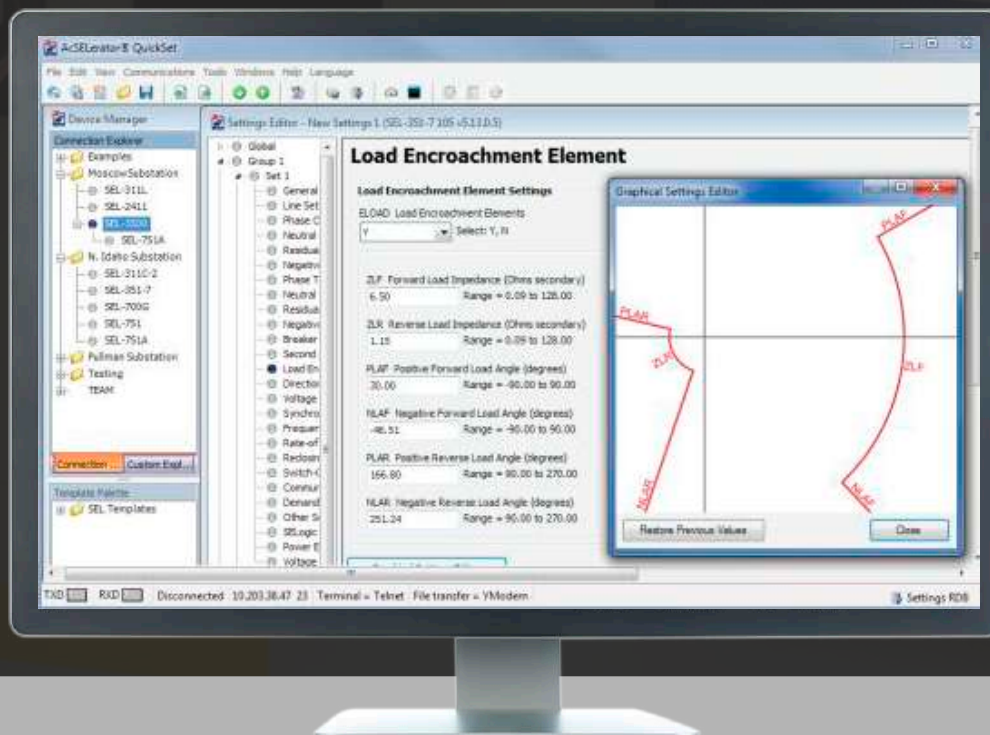 AcSELerator® QuickSet
File Edit View Communications Tools Windows Help Language
Device Manager
Connection Explorer
Examples
MoscowSubstation
SEL-311L
SEL-2411
SEL-751A
N. Idaho Substation
SEL-311C-2
SEL-351-7
SEL-700G
SEL-751
SEL-751A
Pullman Substation
Testing
TEAM
Connection ...
Custom Expl...
Template Palette
SEL Templates
Settings Editor - New Settings 1 (SEL-351-7 105 v5.13.0.5)
Global
Group 1
Set 1
General
Line Set
Phase C
Neutral
Residual
Negativ
Phase T
Neutral
Residual
Negativ
Breaker
Second
Load En
Direction
Voltage
Synchro
Frequen
Rate-of
Reclosin
Switch-C
Commun
Demand
Other S
SELogic
Power E
Voltage
Load Encroachment Element
Load Encroachment Element Settings
ELOAD Load Encroachment Elements
Y
Select: Y, N
ZLF Forward Load Impedance (Ohms secondary)
6.50 Range = 0.09 to 128.00
ZLR Reverse Load Impedance (Ohms secondary)
1.15 Range = 0.09 to 128.00
PLAF Positive Forward Load Angle (degrees)
30.00 Range = -90.00 to 90.00
NLAF Negative Forward Load Angle (degrees)
-46.51 Range = -90.00 to 90.00
PLAR Positive Reverse Load Angle (degrees)
166.80 Range = 90.00 to 270.00
NLAR Negative Reverse Load Angle (degrees)
251.24 Range = 90.00 to 270.00
Graphical Settings Editor
PLAF
PLAR
ZLR
ZLF
NLAR
NLAF
Restore Previous Values
Close
TXD RXD Disconnected 10.203.38.47 23 Terminal = Telnet File transfer = YModem
Settings RDB